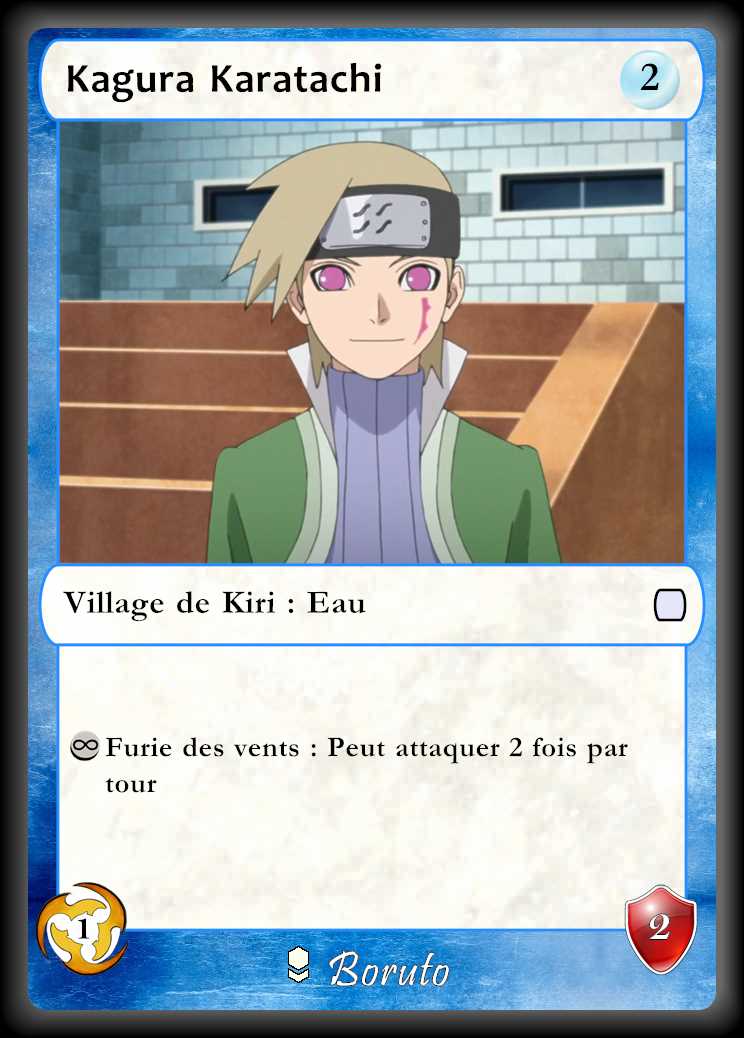 Kagura Karatachi
2
Village de Kiri : Eau
Furie des vents : Peut attaquer 2 fois par
tour
1
2
Boruto